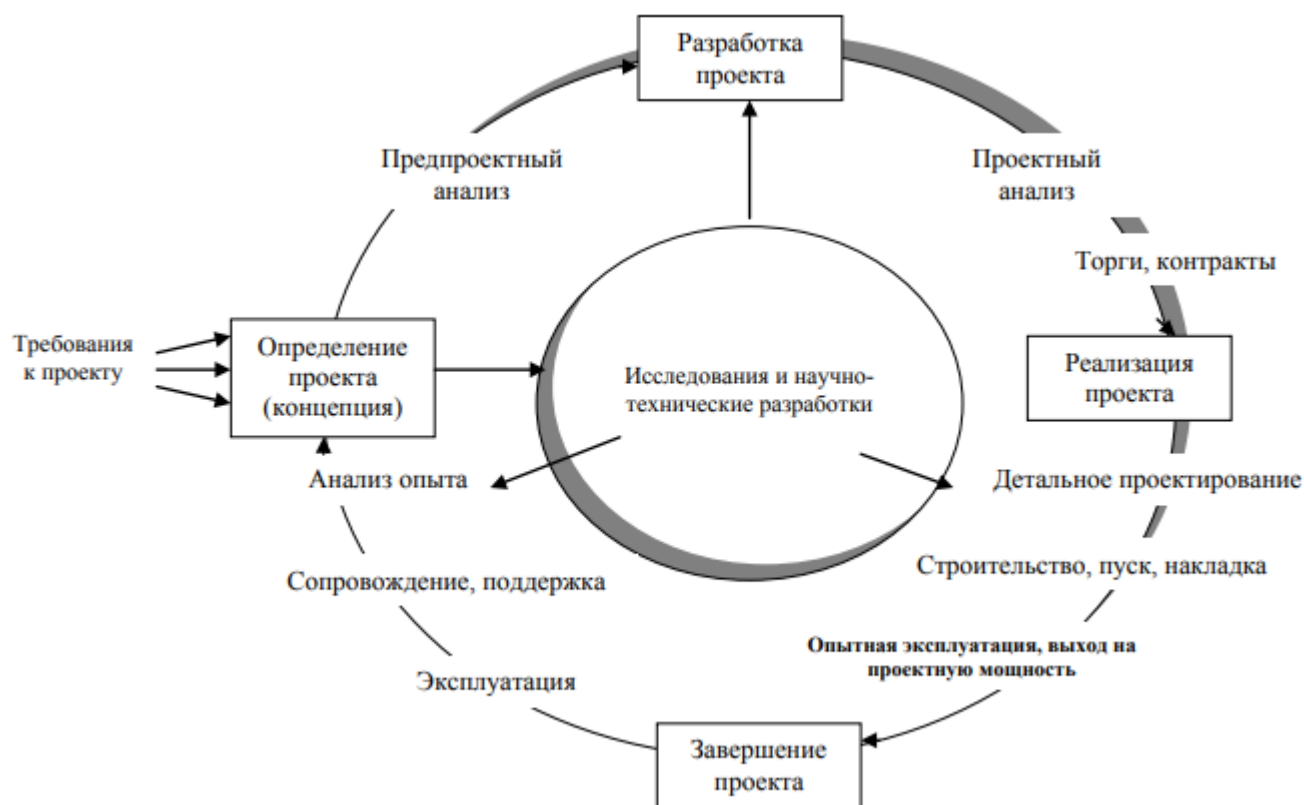 Разработка
проекта
Предпроектный
анализ
Проектный
анализ
Торги, контракты
Требования
к проекту
Определение
проекта
(концепция)
Исследования и научно-
технические разработки
Реализация
проекта
Анализ опыта
Детальное проектирование
Сопровождение, поддержка
Строительство, пуск, накладка
Опытная эксплуатация, выход на
проектную мощность
Эксплуатация
Завершение
проекта